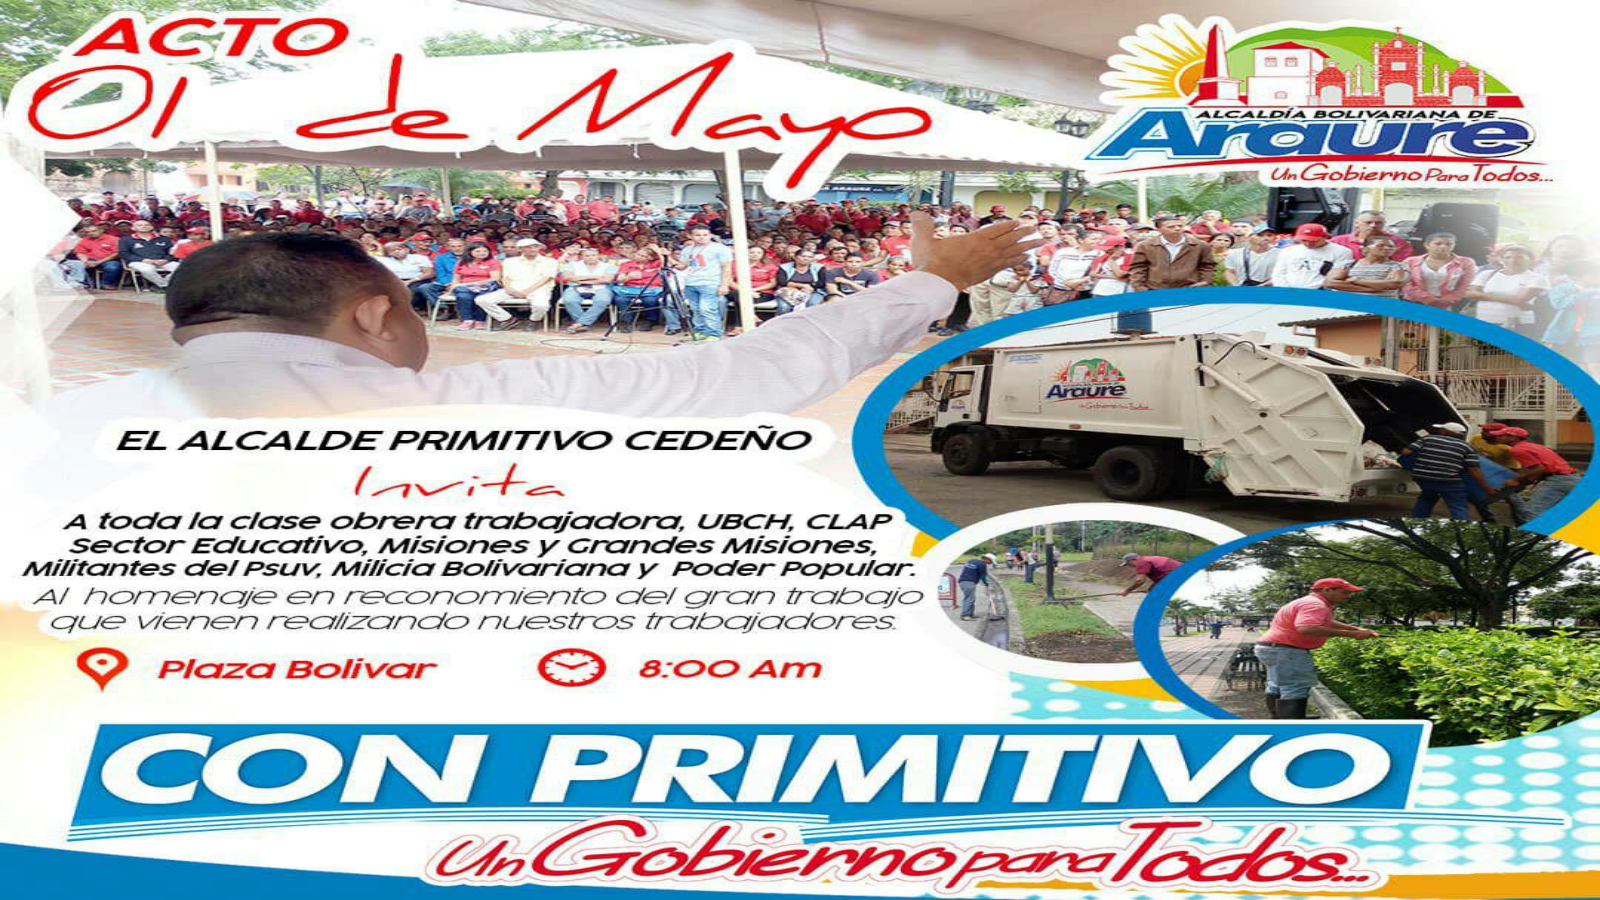 ACTO
01 de Mayo
ALCALDÍA BOLIVARIANA DE
Araure
Un Gobierno Para Todos...
Araure
EL ALCALDE PRIMITIVO CEDEÑO
Invita
A toda la clase obrera trabajadora, UBCH, CLAP
Sector Educativo, Misiones y Grandes Misiones,
Militantes del Psuv, Milicia Bolivariana y Poder Popular.
Al homenaje en reconomiento del gran trabajo
que vienen realizando nuestros trabajadores.
Plaza Bolivar
8:00 Am
CON PRIMITIVO
Un Gobierno para Todos...